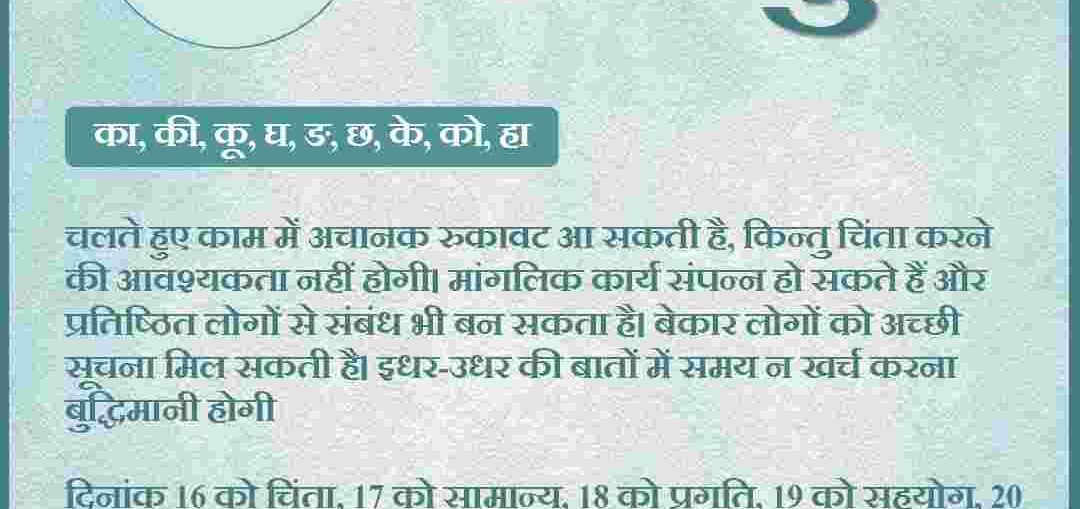 का, की, कू, घ, ङ, छ, के, को, हा
चलते हुए काम में अचानक रुकावट आ सकती है, किन्तु चिंता करने
की आवश्यकता नहीं होगी। मांगलिक कार्य संपन्न हो सकते हैं और
प्रतिष्ठित लोगों से संबंध भी बन सकता है। बेकार लोगों को अच्छी
सूचना मिल सकती है। इधर-उधर की बातों में समय न खर्च करना
बुद्धिमानी होगी
दिनांक 16 को चिंता, 17 को सामान्य, 18 को प्रगति, 19 को सहयोग, 20